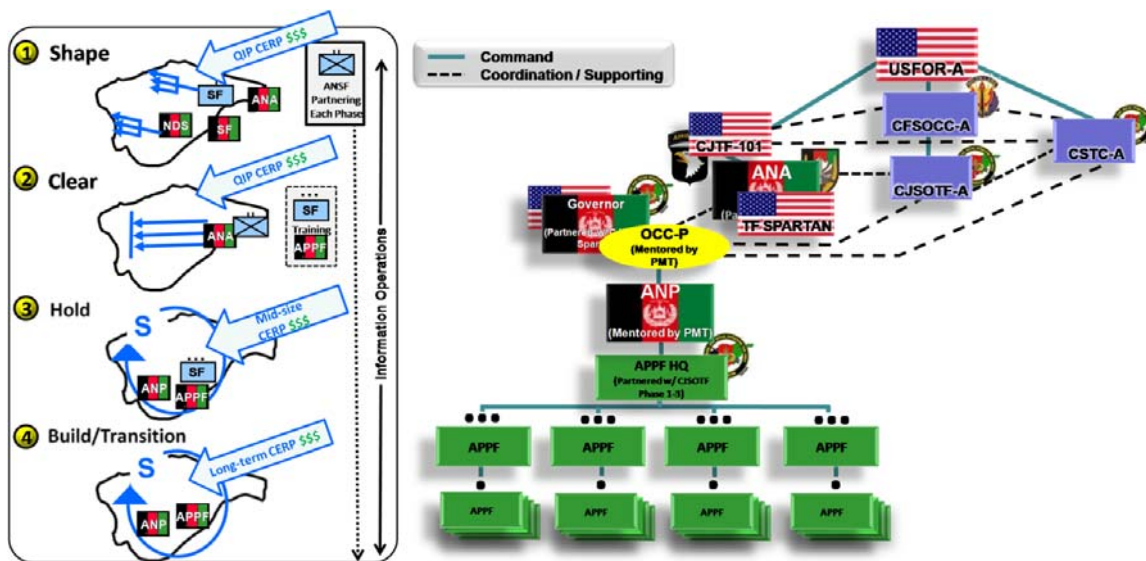 1 Shape
QIP CERP $$$
SF
ANA
NDS
SF
ANSF
Partnering
Each Phase
2 Clear
QIP CERP $$$
ANA
SF
Training
APPF
3 Hold
Mid-size
CERP $$$
S
SF
ANP
APPF
4 Build/Transition
Long-term CERP $$$
S
ANP
APPF
Information Operations
Command
Coordination / Supporting
USFOR-A
CFSOCC-A
CSTC-A
CJSOTF-A
CJTF-101
ANA
TF SPARTAN
Governor
(Partnered
OCC-P
(Mentored by
PMT)
ANP
(Mentored by PMT)
APPF HQ
(Partnered w/ CJSOTF
Phase 1-3)
APPF
APPF
APPF
APPF
APPF
APPF
APPF
APPF